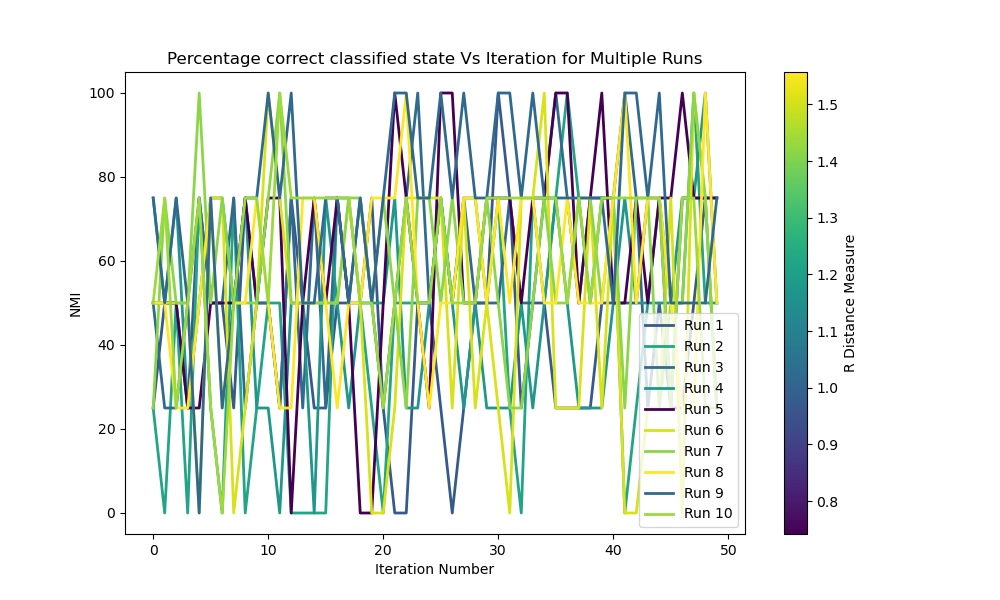 Percentage correct classified state Vs Iteration for Multiple Runs
100
80
60
40
20
0
NMI
0
10
20
30
40
50
Iteration Number
Run 1
Run 2
Run 3
Run 4
Run 5
Run 6
Run 7
Run 8
Run 9
Run 10
1.5
1.4
1.3
1.2
1.1
1.0
0.9
0.8
R Distance Measure